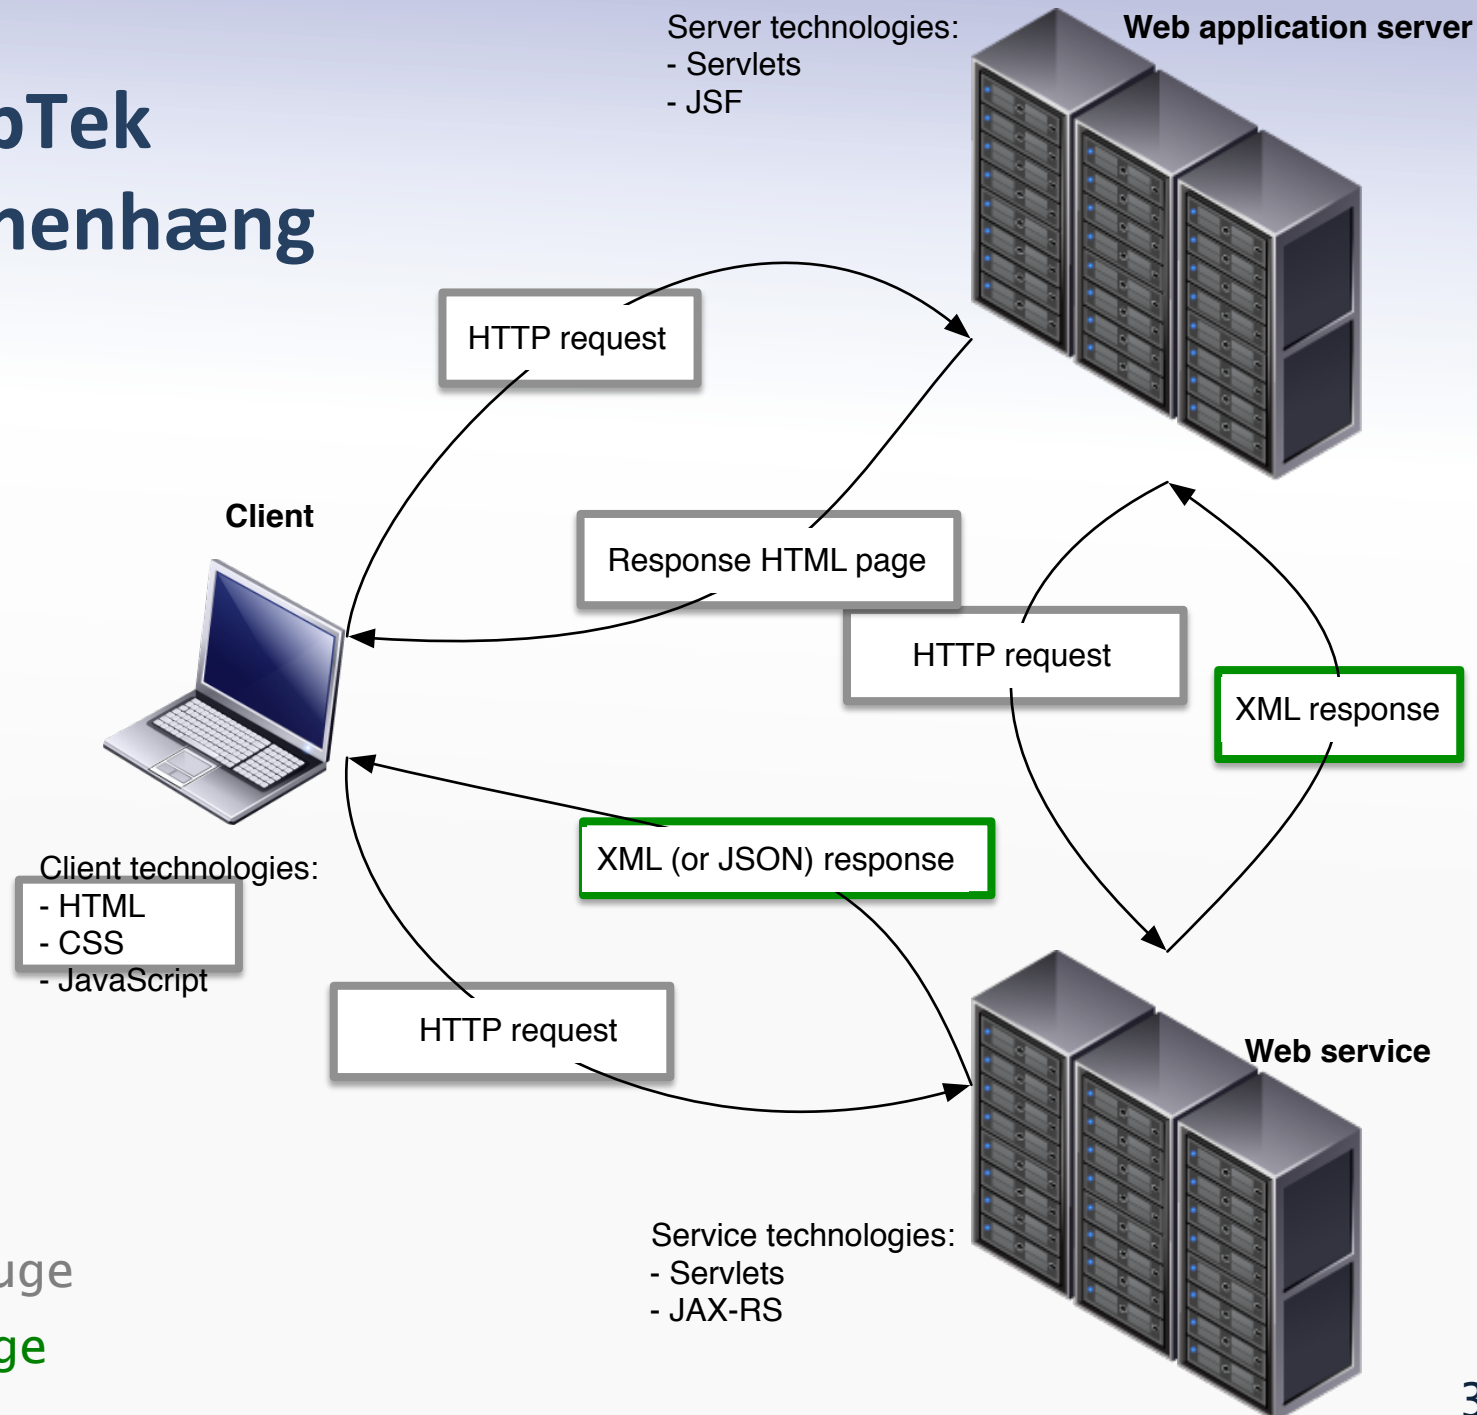 Server technologies:
- Servlets
- JSF
Web application server
bTek
menhæng
HTTP request
Client
Response HTML page
HTTP request
XML response
XML (or JSON) response
Client technologies:
- HTML
- CSS
- JavaScript
HTTP request
Web service
Service technologies:
- Servlets
- JAX-RS
uge
ge
3